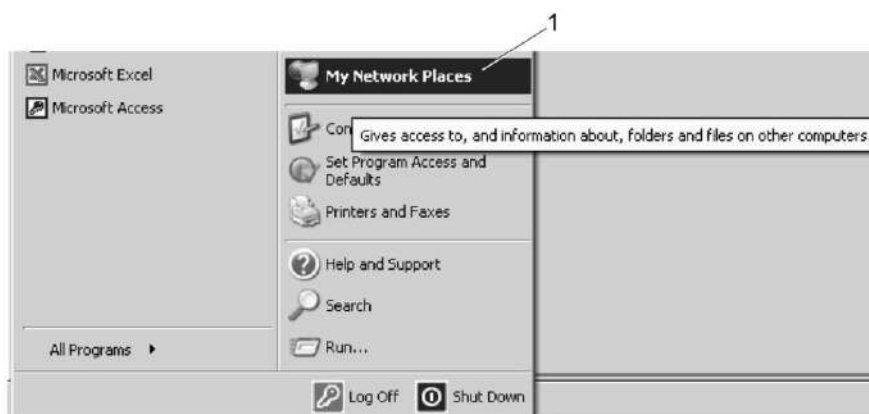 1
Microsoft Excel
Microsoft Access
My Network Places
Con
Gives access to, and information about, folders and files on other computers.
Set Program Access and
Defaults
Printers and Faxes
Help and Support
Search
Run...
All Programs
Log Off
Shut Down